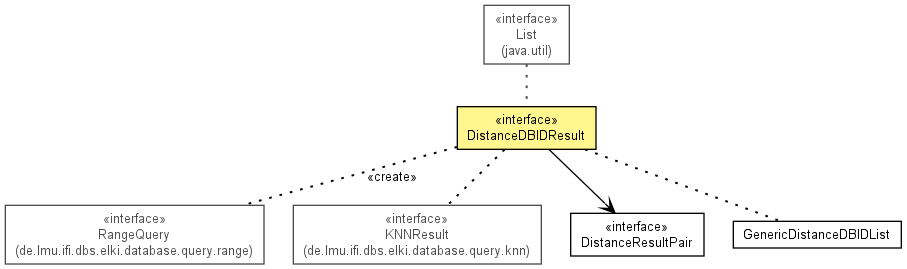 «interface»
List
(java.util)
«interface»
DistanceDBIDResult
«create»
«interface»
RangeQuery
(de.lmu.ifi.dbs.elki.database.query.range)
«interface»
KNNResult
(de.lmu.ifi.dbs.elki.database.query.knn)
«interface»
DistanceResultPair
GenericDistanceDBIDList